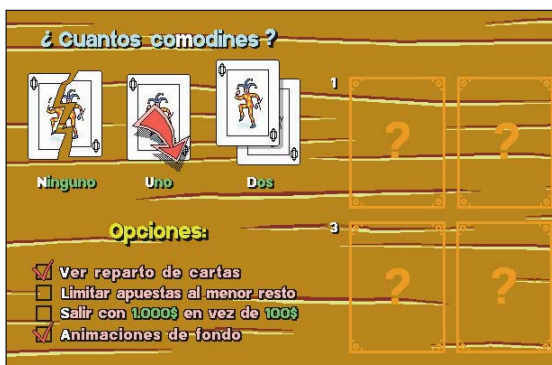 ¿ Cuantos comodines ?
Ninguno Uno Dos
Opciones:
Ver reparto de cartas
Limitar apuestas al menor resto
Salir con 1.000$ en vez de 100$
Animaciones de fondo
1
? ?
3
? ?